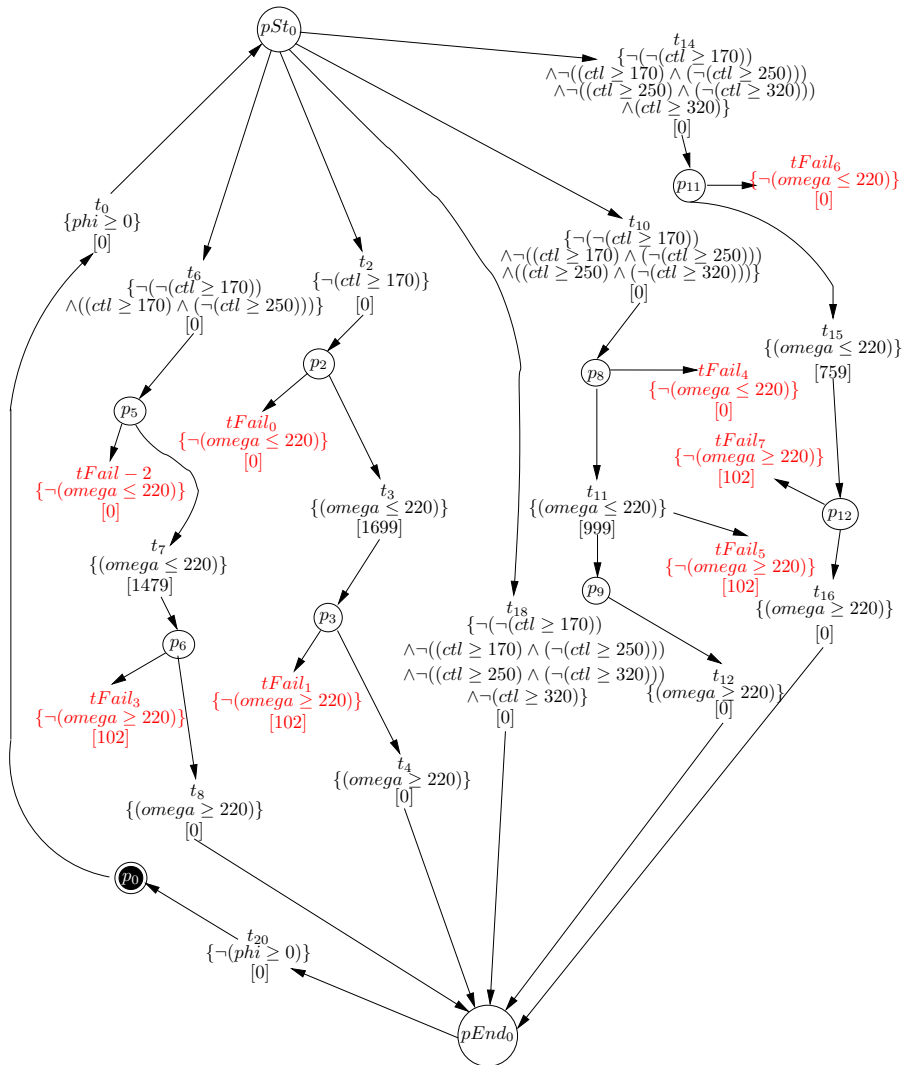 pSt₀
t₁₄
{¬(¬(ctl ≥ 170))
∧¬((ctl ≥ 170) ∧ (¬(ctl ≥ 250)))
∧¬((ctl ≥ 250) ∧ (¬(ctl ≥ 320)))
∧(ctl ≥ 320)}
[0]
p₁₁
tFail₆
{¬(omega ≤ 220)}
[0]
t₀
{phi ≥ 0}
[0]
t₆
{¬(¬(ctl ≥ 170))
∧((ctl ≥ 170) ∧ (¬(ctl ≥ 250)))}
[0]
t₂
{¬(ctl ≥ 170)}
[0]
t₁₀
{¬(¬(ctl ≥ 170))
∧¬((ctl ≥ 170) ∧ (¬(ctl ≥ 250)))
∧((ctl ≥ 250) ∧ (¬(ctl ≥ 320)))}
[0]
t₁₅
{(omega ≤ 220)}
[759]
p₂
p₈
tFail₄
{¬(omega ≤ 220)}
[0]
p₅
tFail₀
{¬(omega ≤ 220)}
[0]
tFail₇
{¬(omega ≥ 220)}
[102]
tFail − 2
{¬(omega ≤ 220)}
[0]
t₃
{(omega ≤ 220)}
[1699]
t₁₁
{(omega ≤ 220)}
[999]
p₁₂
t₇
{(omega ≤ 220)}
[1479]
tFail₅
{¬(omega ≥ 220)}
[102]
t₁₆
{(omega ≥ 220)}
[0]
p₉
p₃
p₆
t₁₈
{¬(¬(ctl ≥ 170))
∧¬((ctl ≥ 170) ∧ (¬(ctl ≥ 250)))
∧¬((ctl ≥ 250) ∧ (¬(ctl ≥ 320)))
∧¬(ctl ≥ 320)}
[0]
tFail₃
{¬(omega ≥ 220)}
[102]
tFail₁
{¬(omega ≥ 220)}
[102]
t₁₂
{(omega ≥ 220)}
[0]
t₈
{(omega ≥ 220)}
[0]
t₄
{(omega ≥ 220)}
[0]
p₀
t₂₀
{¬(phi ≥ 0)}
[0]
pEnd₀